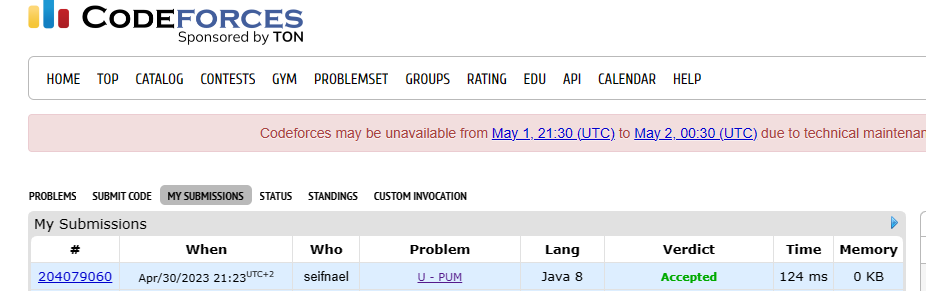 CODEFORCES
Sponsored by TON
HOME TOP CATALOG CONTESTS GYM PROBLEMSET GROUPS RATING EDU API CALENDAR HELP
Codeforces may be unavailable from May 1, 21:30 (UTC) to May 2, 00:30 (UTC) due to technical maintenan
PROBLEMS SUBMIT CODE MY SUBMISSIONS STATUS STANDINGS CUSTOM INVOCATION
My Submissions
# When Who Problem Lang Verdict Time Memory
204079060 Apr/30/2023 21:23 UTC+2 seifnael U - PUM Java 8 Accepted 124 ms 0 KB